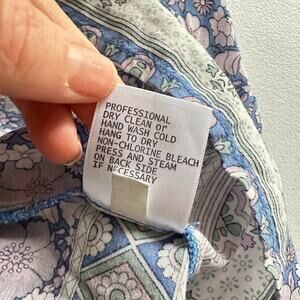 PROFESSIONAL
DRY CLEAN or
HAND WASH COLD
HANG TO DRY
NON-CHLORINE BLEACH
PRESS AND STEAM
ON BACK SIDE
IF NECESSARY